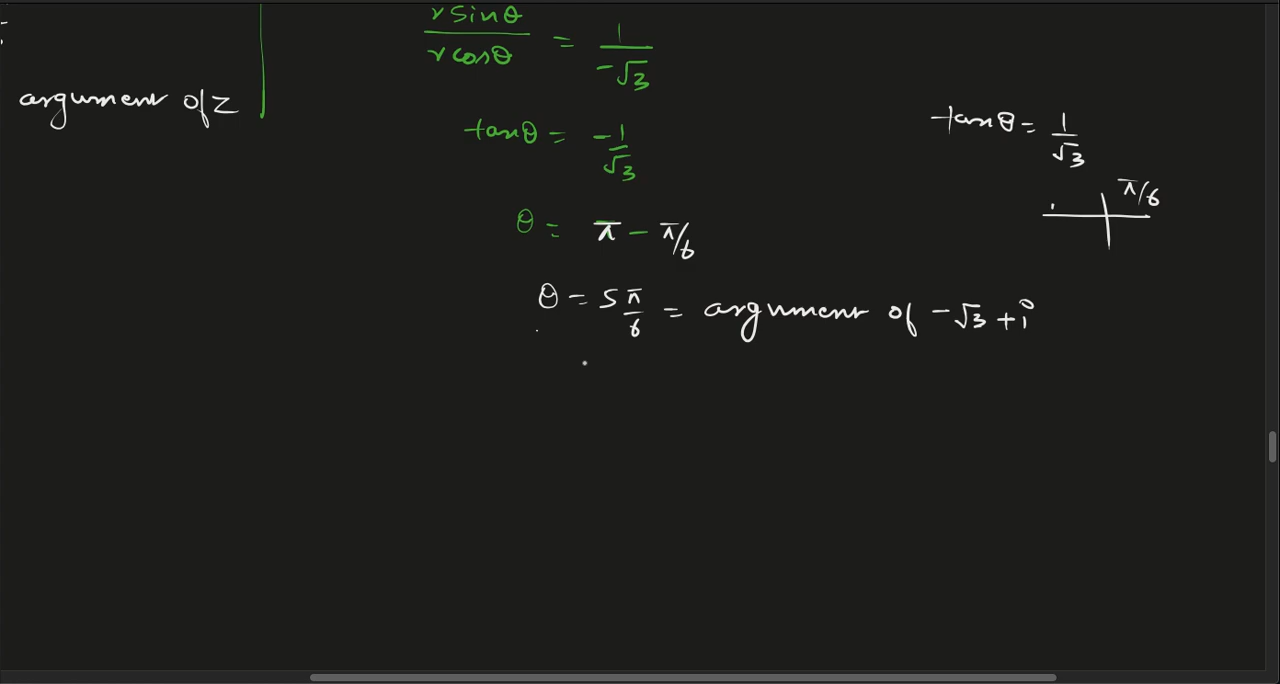 r sinθ / r cosθ = 1 / -√3
argument of z
tanθ = -1/√3
tanθ = 1/√3
π/6
θ = π - π/6
θ = 5π/6 = argument of -√3 + i